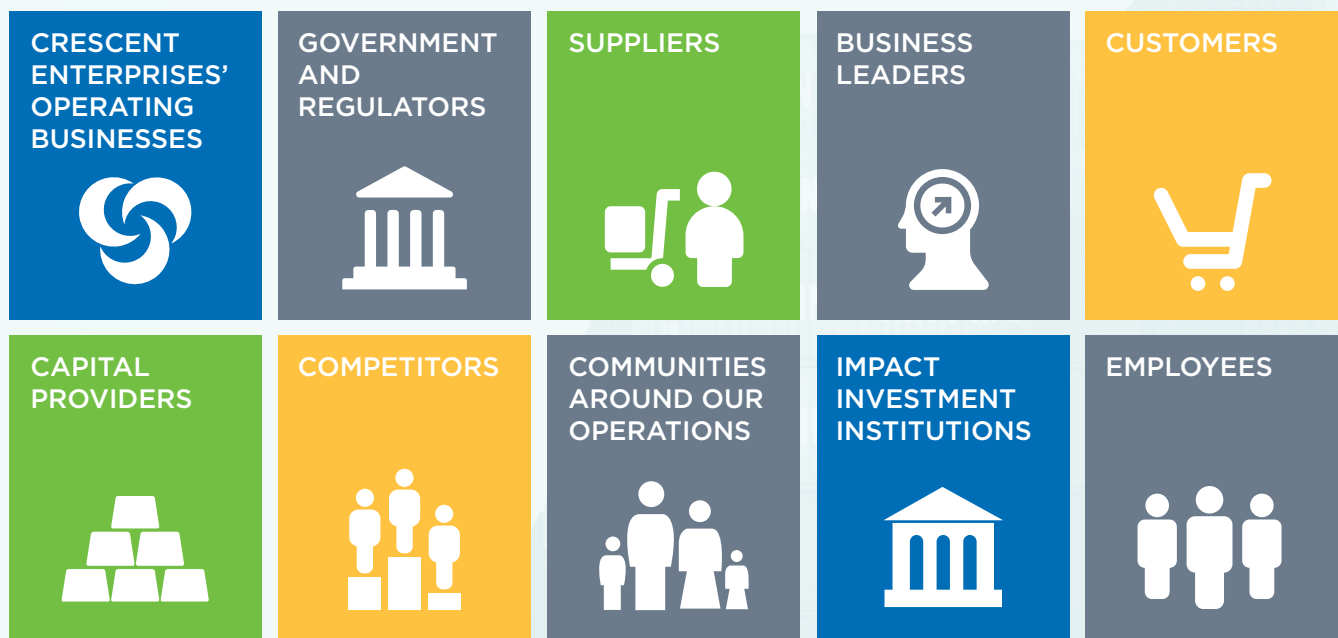 CRESCENT
ENTERPRISES’
OPERATING
BUSINESSES
GOVERNMENT
AND
REGULATORS
SUPPLIERS
BUSINESS
LEADERS
CUSTOMERS
CAPITAL
PROVIDERS
COMPETITORS
COMMUNITIES
AROUND OUR
OPERATIONS
IMPACT
INVESTMENT
INSTITUTIONS
EMPLOYEES